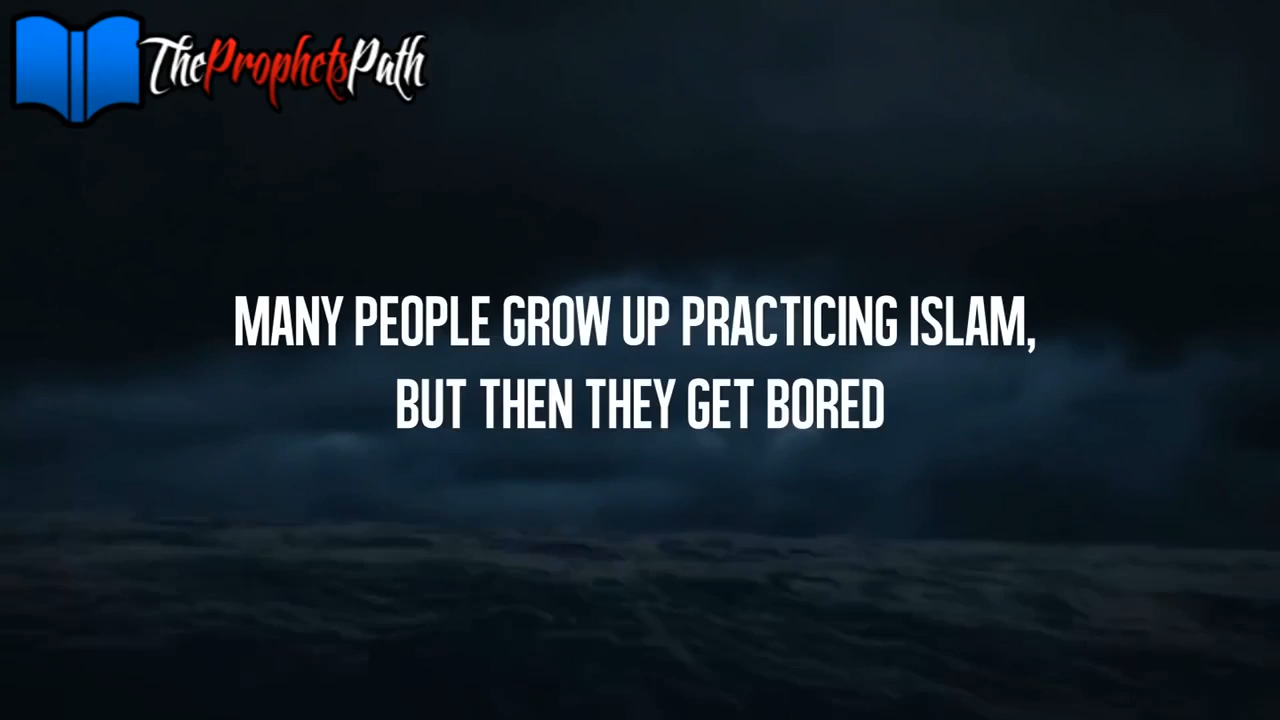 TheProphetsPath
MANY PEOPLE GROW UP PRACTICING ISLAM,
BUT THEN THEY GET BORED